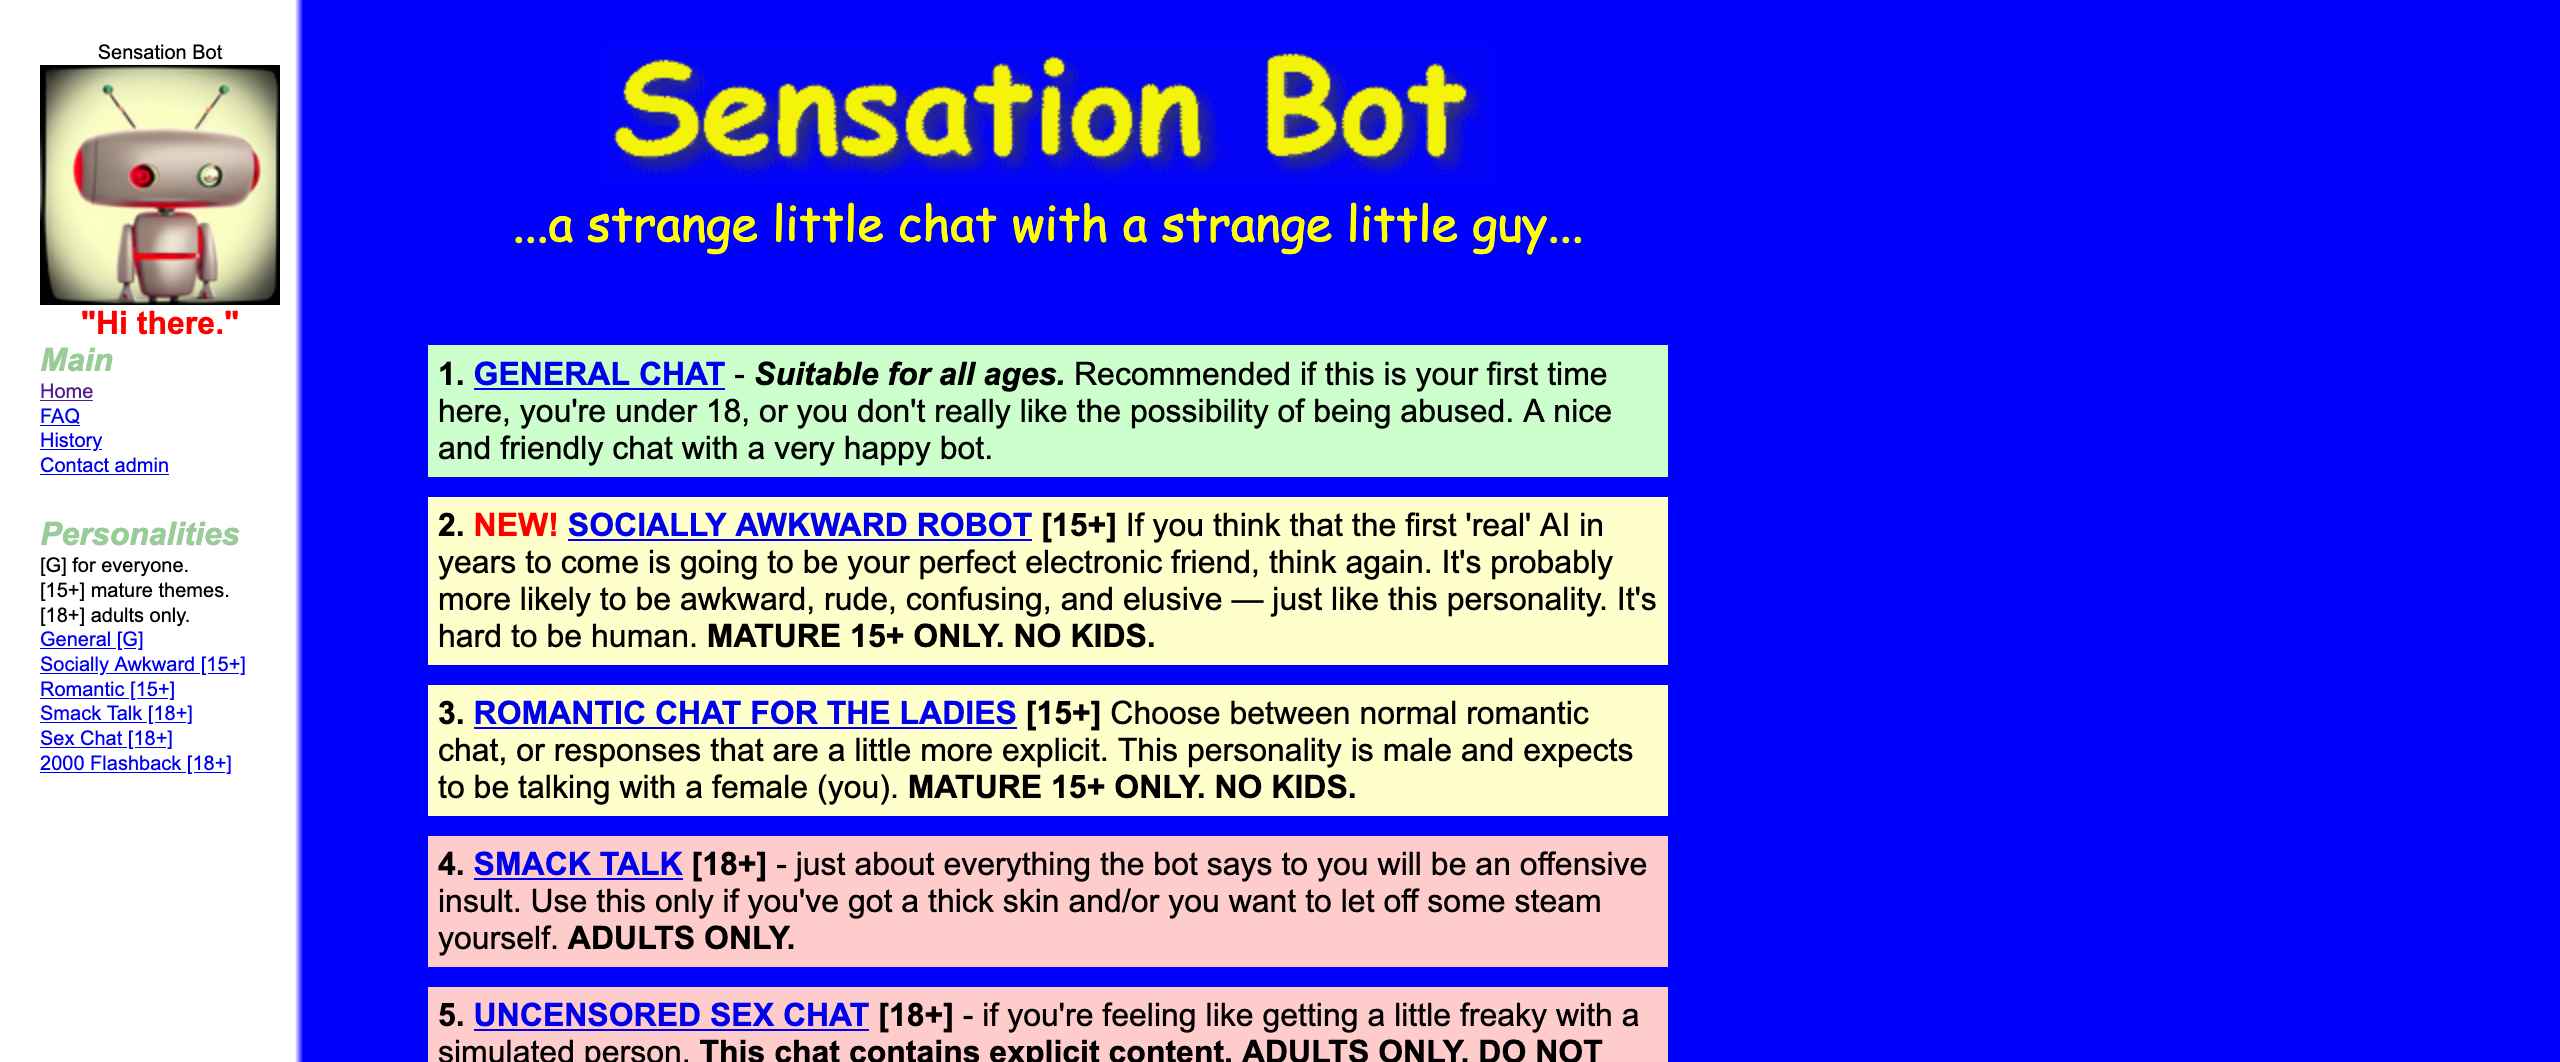 Sensation Bot
"Hi there."
Main
Home
FAQ
History
Contact admin
Personalities
[G] for everyone.
[15+] mature themes.
[18+] adults only.
General [G]
Socially Awkward [15+]
Romantic [15+]
Smack Talk [18+]
Sex Chat [18+]
2000 Flashback [18+]
Sensation Bot
...a strange little chat with a strange little guy...
1. GENERAL CHAT - Suitable for all ages. Recommended if this is your first time
here, you're under 18, or you don't really like the possibility of being abused. A nice
and friendly chat with a very happy bot.
2. NEW! SOCIALLY AWKWARD ROBOT [15+] If you think that the first 'real' AI in
years to come is going to be your perfect electronic friend, think again. It's probably
more likely to be awkward, rude, confusing, and elusive — just like this personality. It's
hard to be human. MATURE 15+ ONLY. NO KIDS.
3. ROMANTIC CHAT FOR THE LADIES [15+] Choose between normal romantic
chat, or responses that are a little more explicit. This personality is male and expects
to be talking with a female (you). MATURE 15+ ONLY. NO KIDS.
4. SMACK TALK [18+] - just about everything the bot says to you will be an offensive
insult. Use this only if you've got a thick skin and/or you want to let off some steam
yourself. ADULTS ONLY.
5. UNCENSORED SEX CHAT [18+] - if you're feeling like getting a little freaky with a
simulated person. This chat contains explicit content. ADULTS ONLY. DO NOT